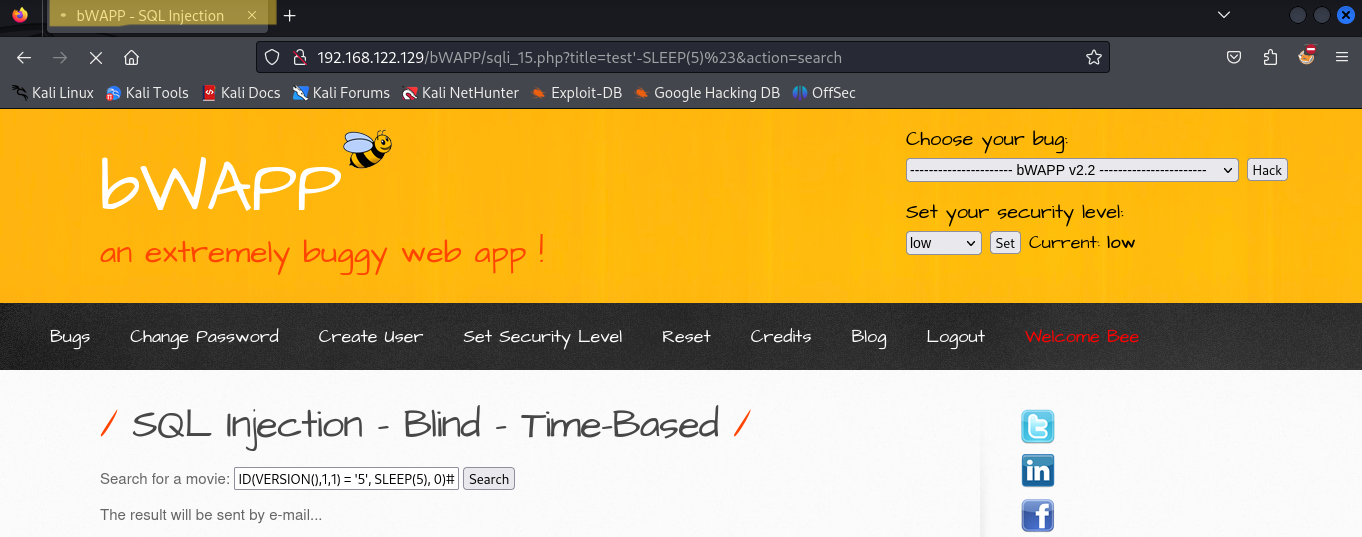 bWAPP - SQL Injection
192.168.122.129/bWAPP/sqli_15.php?title=test'-SLEEP(5)%23&action=search
Kali Linux Kali Tools Kali Docs Kali Forums Kali NetHunter Exploit-DB Google Hacking DB OffSec
bWAPP
an extremely buggy web app !
Choose your bug:
---------------------- bWAPP v2.2 ----------------------- Hack
Set your security level:
low Set Current: low
Bugs Change Password Create User Set Security Level Reset Credits Blog Logout Welcome Bee
/ SQL Injection - Blind - Time-Based /
Search for a movie: ID(VERSION(),1,1) = '5', SLEEP(5), 0)# Search
The result will be sent by e-mail...
t
in
f